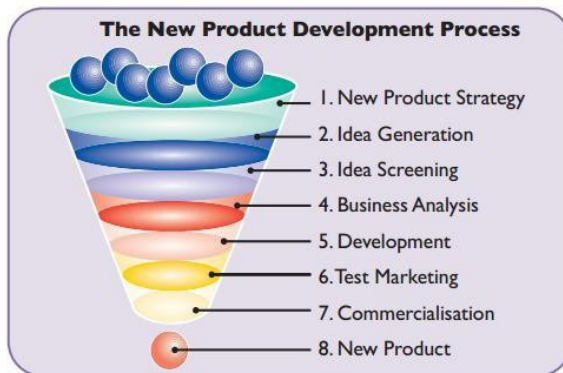 The New Product Development Process
1. New Product Strategy
2. Idea Generation
3. Idea Screening
4. Business Analysis
5. Development
6. Test Marketing
7. Commercialisation
8. New Product